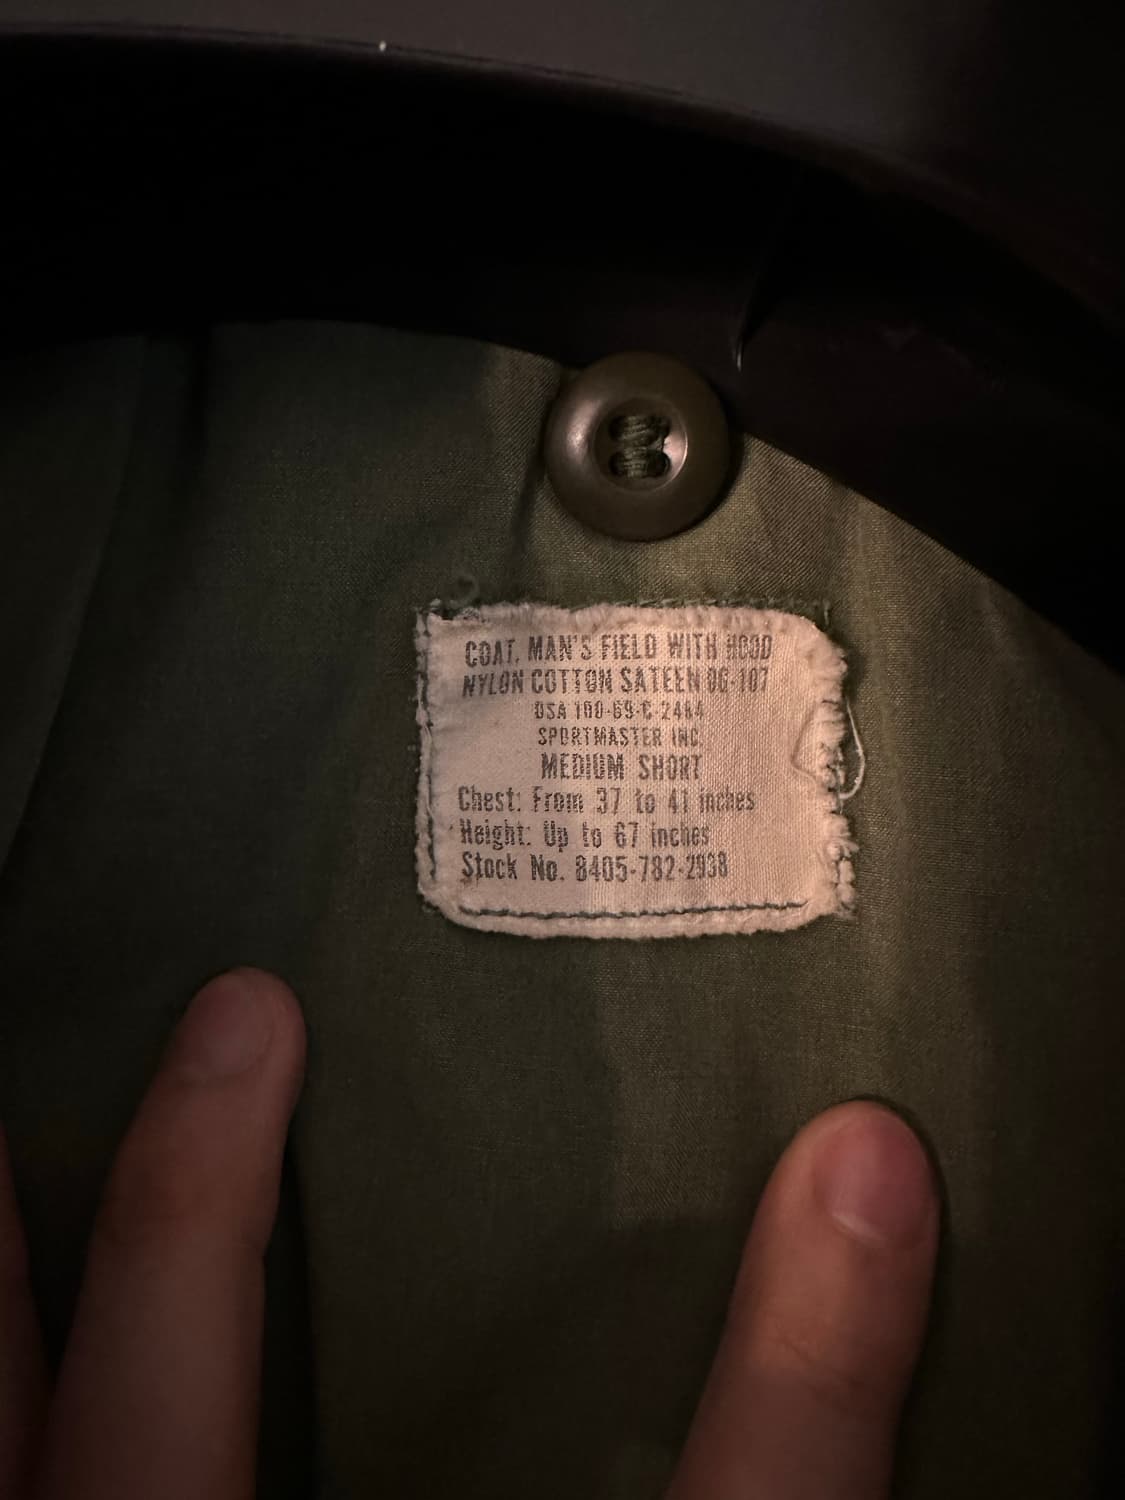 COAT, MAN'S FIELD WITH HOOD
NYLON COTTON SATEEN OG-107
DSA 100-69-C-2484
SPORTMASTER INC.
MEDIUM SHORT
Chest: From 37 to 41 inches
Height: Up to 67 inches
Stock No. 8405-782-2938